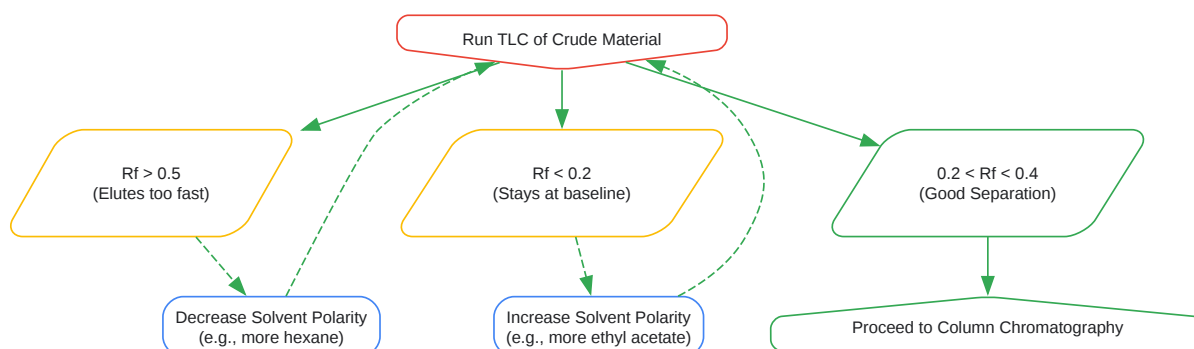 Run TLC of Crude Material
Rf > 0.5
(Elutes too fast)
Rf < 0.2
(Stays at baseline)
0.2 < Rf < 0.4
(Good Separation)
Decrease Solvent Polarity
(e.g., more hexane)
Increase Solvent Polarity
(e.g., more ethyl acetate)
Proceed to Column Chromatography